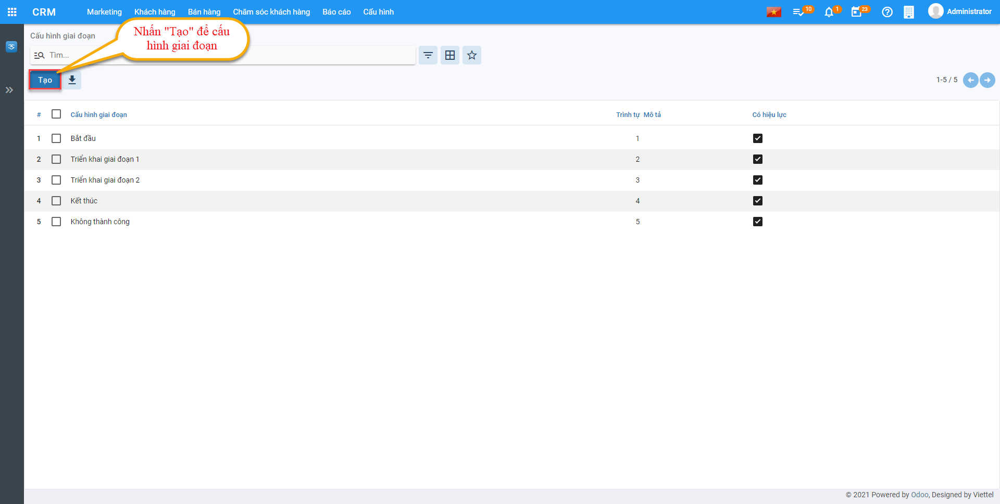 CRM Marketing Khách hàng Bán hàng Chăm sóc khách hàng Báo cáo Cấu hình 10 1 23 Administrator
Cấu hình giai đoạn
Nhấn "Tạo" để cấu
hình giai đoạn
Tìm...
Tạo
1-5 / 5
# Cấu hình giai đoạn Trình tự Mô tả Có hiệu lực
1 Bắt đầu 1
2 Triển khai giai đoạn 1 2
3 Triển khai giai đoạn 2 3
4 Kết thúc 4
5 Không thành công 5
© 2021 Powered by Odoo, Designed by Viettel